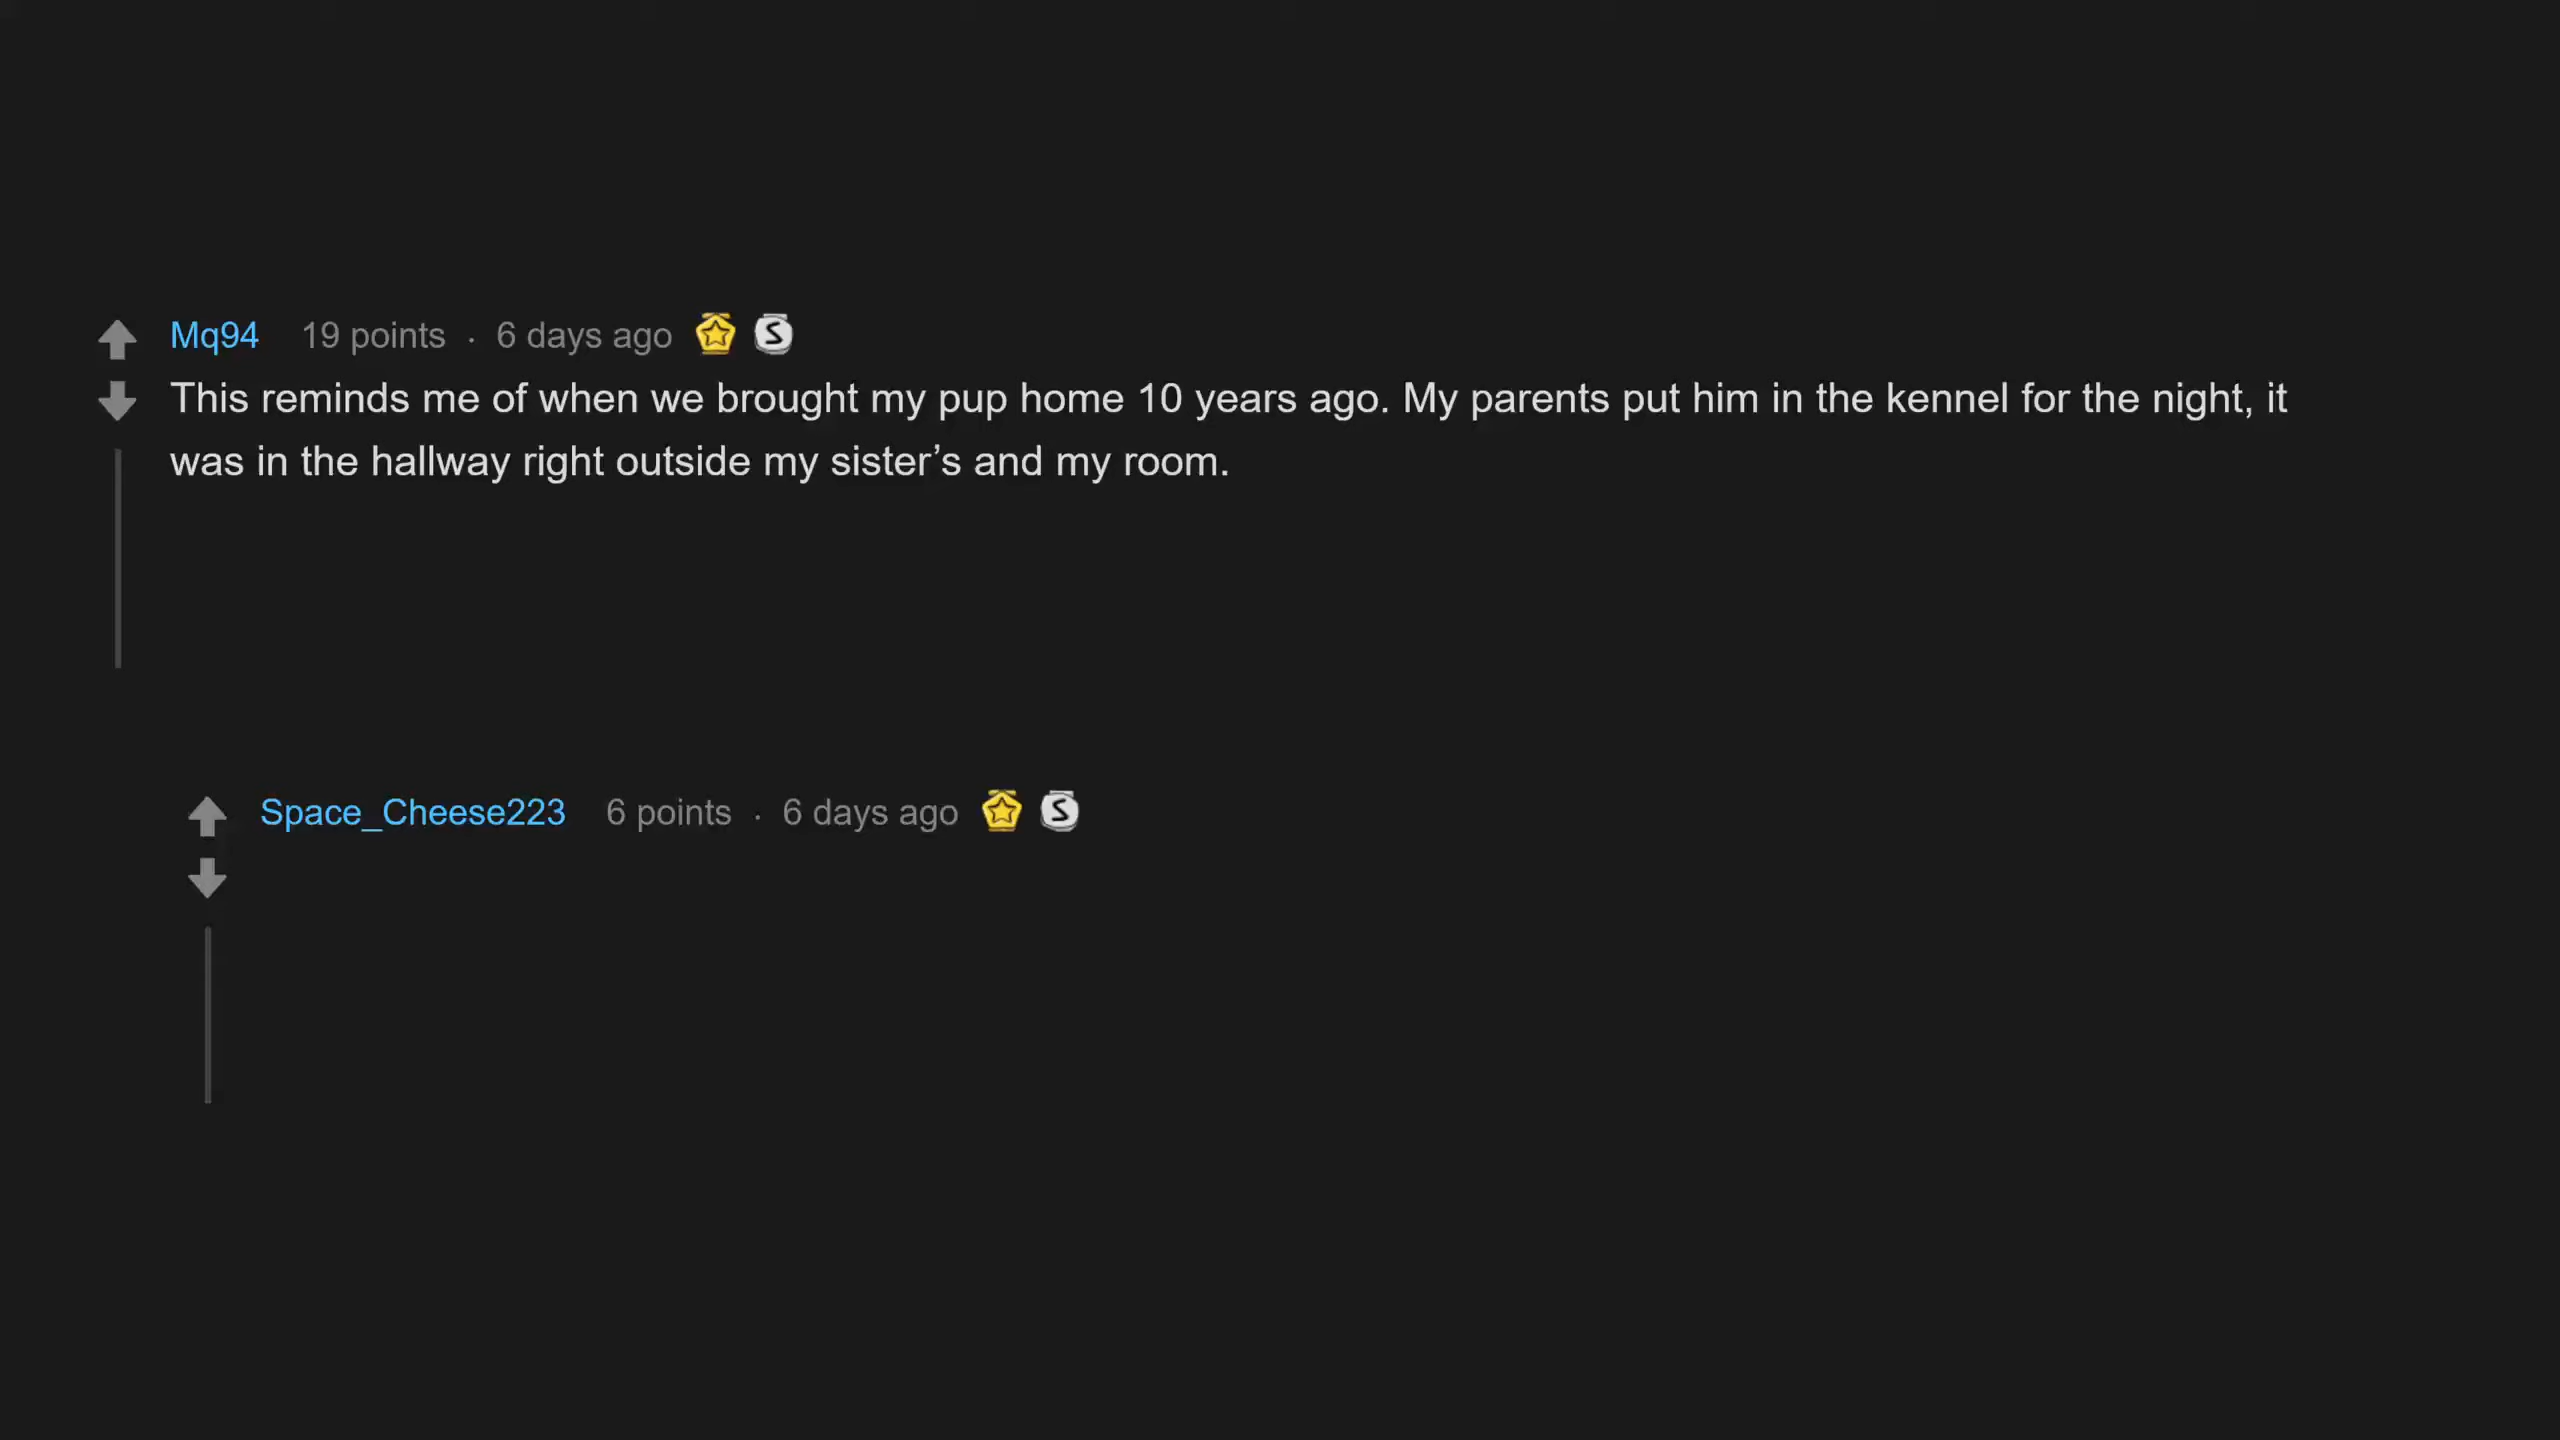 Mq94 19 points · 6 days ago S
This reminds me of when we brought my pup home 10 years ago. My parents put him in the kennel for the night, it
was in the hallway right outside my sister’s and my room.
Space_Cheese223 6 points · 6 days ago S